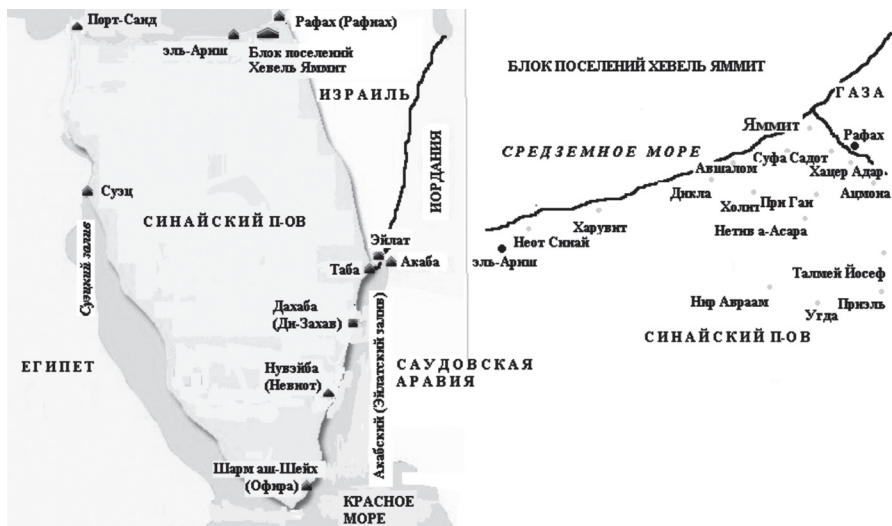 Порт-Саид
эль-Ариш
Рафах (Рафиах)
Блок поселений
Хевель Яммит
ИЗРАИЛЬ
ИОРДАНИЯ
Суэц
СИНАЙСКИЙ П-ОВ
Суэцкий залив
Эйлат
Таба
Акаба
Дахаба
(Ди-Захав)
ЕГИПЕТ
Нувэйба
(Невиот)
Акабский (Эйлатский залив)
САУДОВСКАЯ
АРАВИЯ
Шарм аш-Шейх
(Офира)
КРАСНОЕ
МОРЕ
БЛОК ПОСЕЛЕНИЙ ХЕВЕЛЬ ЯММИТ
ГАЗА
Яммит
Рафах
СРЕДЗЕМНОЕ МОРЕ
Суфа Садот
Авшалом
Хацер Адар
Дикла
Ацмона
Холит
При Ган
Харувит
Нетив а-Асара
Неот Синай
эль-Ариш
Талмей Йосеф
Нир Авраам
Угда
Приэль
СИНАЙСКИЙ П-ОВ